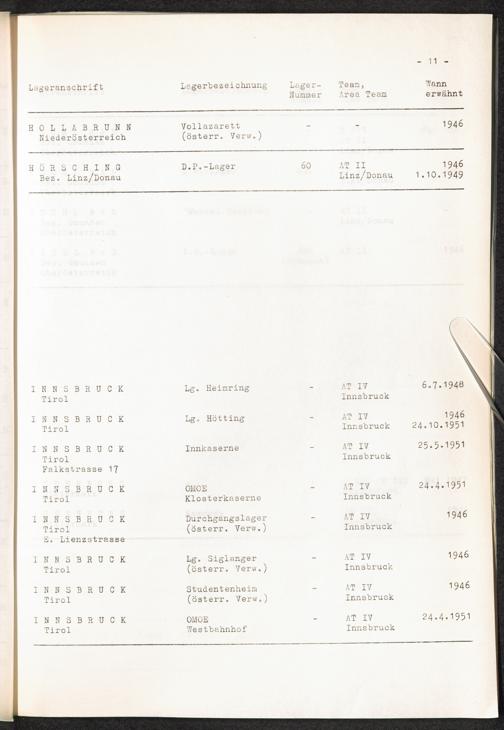 - 11 -
Lageranschrift Lagerbezeichnung Lager- Team, Wann
Nummer Area Team erwähnt
H O L L A B R U N N Vollazarett - - 1946
Niederösterreich (österr. Verw.)
H Ö R S C H I N G D.P.-Lager 60 AT II 1946
Bez. Linz/Donau Linz/Donau 1.10.1949
I N N S B R U C K Lg. Heimring - AT IV 6.7.1948
Tirol Innsbruck
I N N S B R U C K Lg. Hötting - AT IV 1946
Tirol Innsbruck 24.10.1951
I N N S B R U C K Innkaserne - AT IV 25.5.1951
Tirol Innsbruck
Falkstrasse 17
I N N S B R U C K OMOE - AT IV 24.4.1951
Tirol Klosterkaserne Innsbruck
I N N S B R U C K Durchgangslager - AT IV 1946
Tirol (österr. Verw.) Innsbruck
E. Lienzstrasse
I N N S B R U C K Lg. Siglanger - AT IV 1946
Tirol (österr. Verw.) Innsbruck
I N N S B R U C K Studentenheim - AT IV 1946
Tirol (österr. Verw.) Innsbruck
I N N S B R U C K OMOE - AT IV 24.4.1951
Tirol Westbahnhof Innsbruck